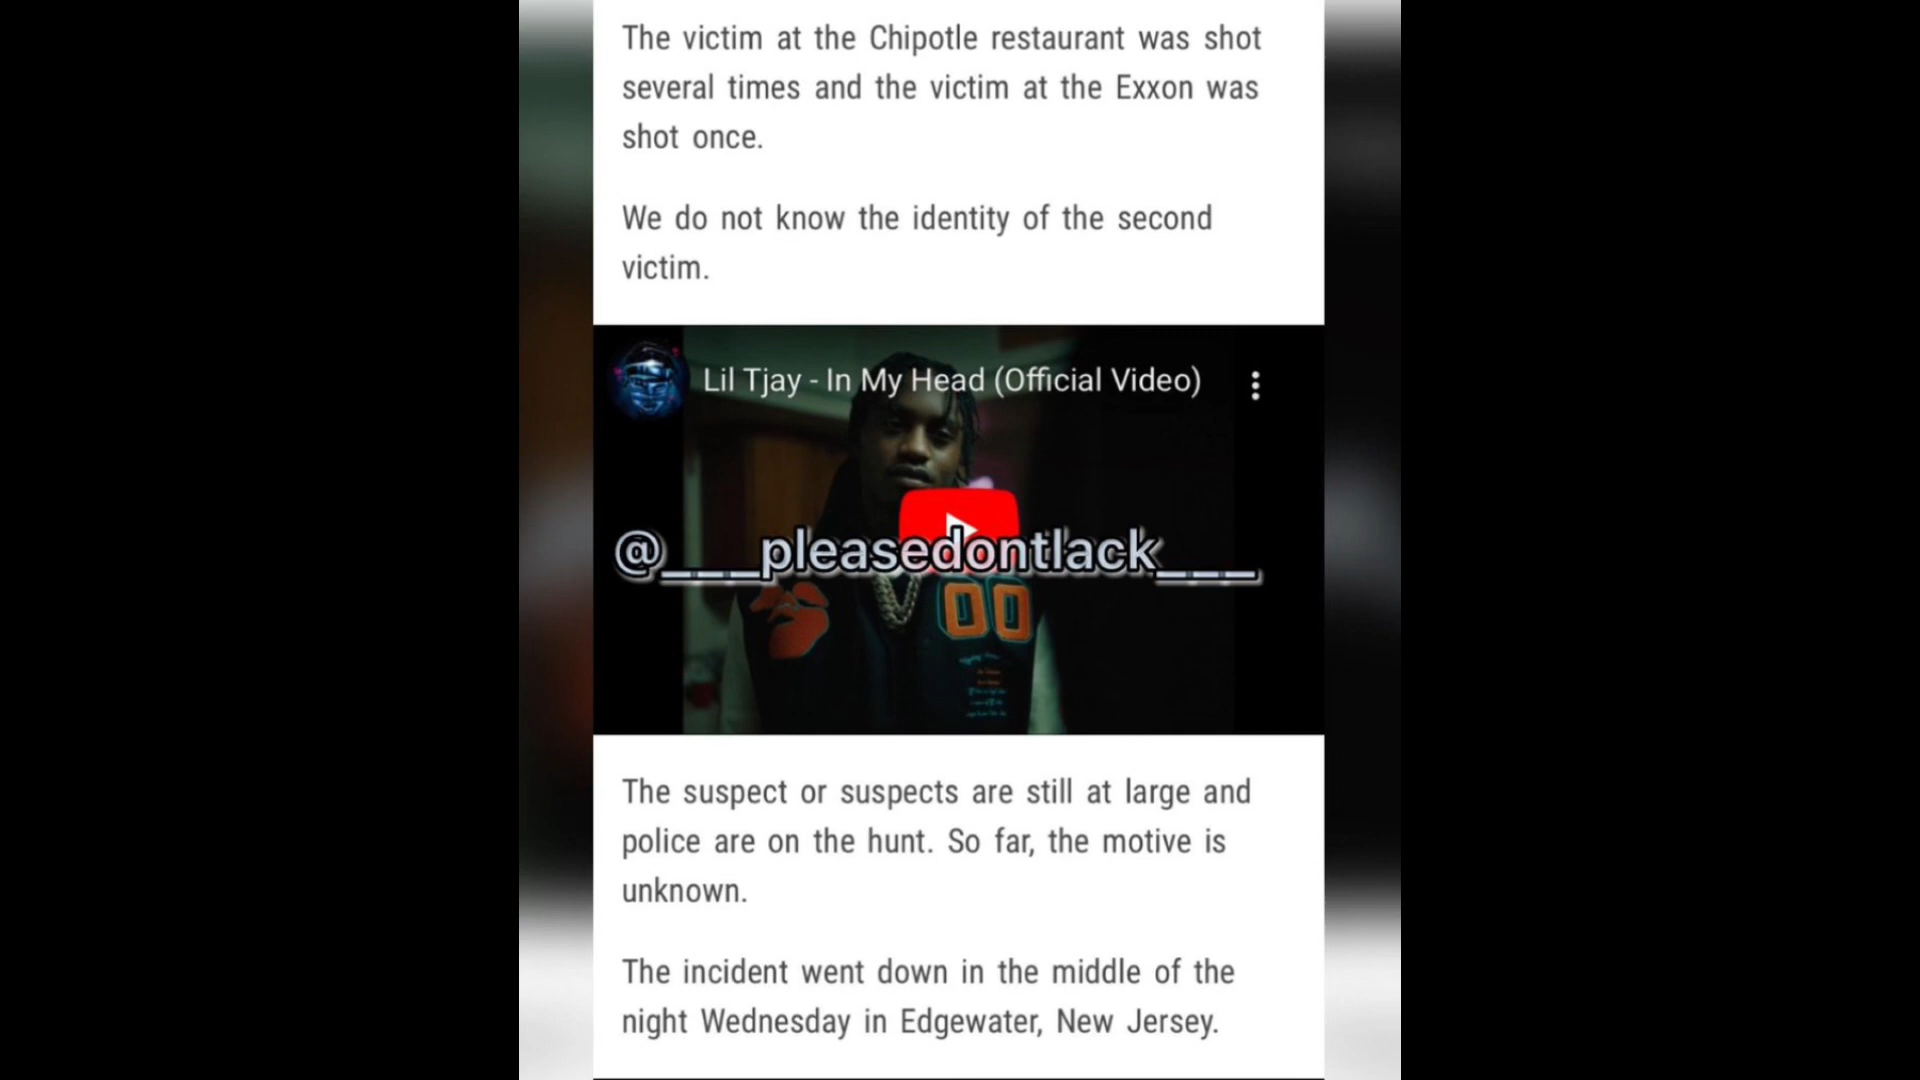 The victim at the Chipotle restaurant was shot
several times and the victim at the Exxon was
shot once.
We do not know the identity of the second
victim.
Lil Tjay - In My Head (Official Video)
@___pleasedontlack___
00
The suspect or suspects are still at large and
police are on the hunt. So far, the motive is
unknown.
The incident went down in the middle of the
night Wednesday in Edgewater, New Jersey.